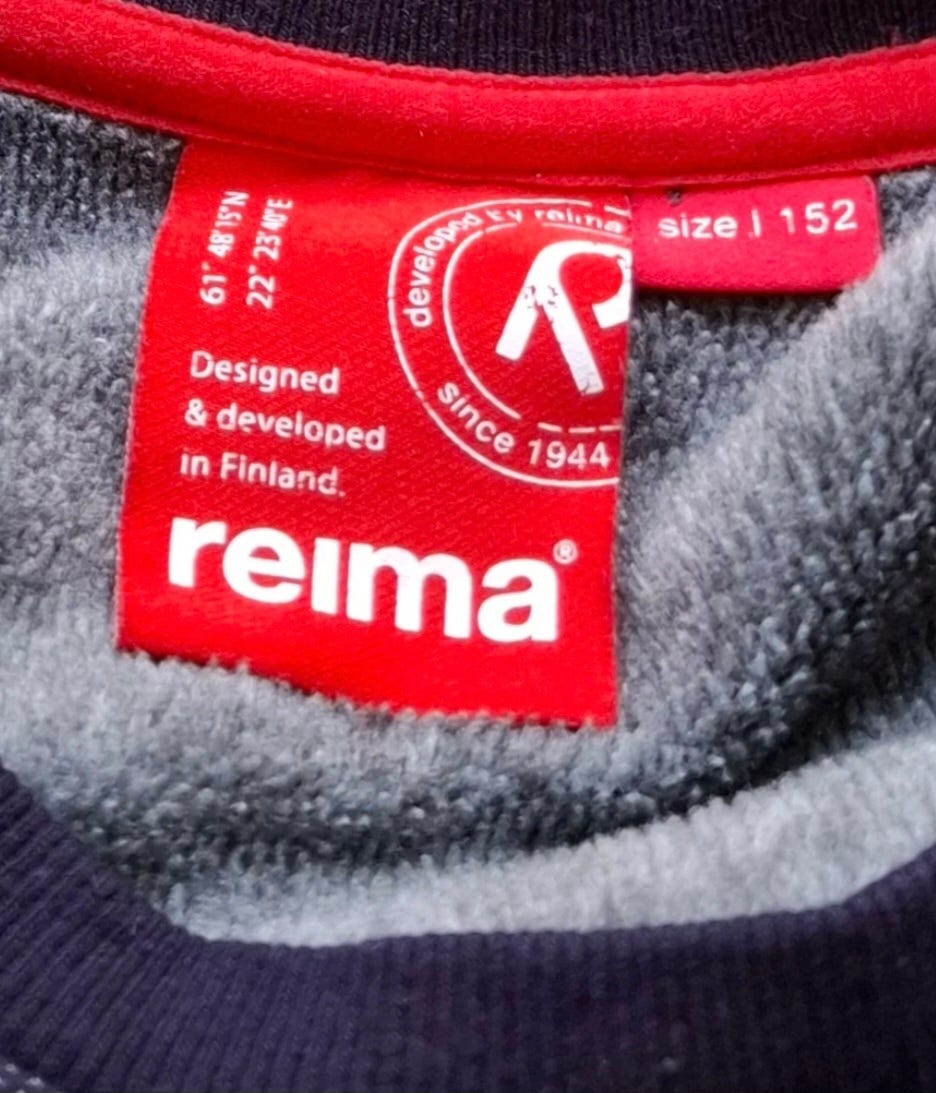 61° 48'15"N
22° 23'40"E
developed by reima
since 1944
size | 152
Designed
& developed
in Finland.
reima®